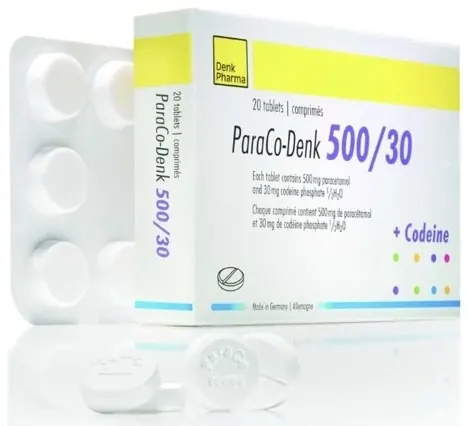 Denk
Pharma
20 tablets | comprimés
ParaCo-Denk 500/30
Each tablet contains 500 mg paracetamol
and 30 mg codeine phosphate ½H₂O
Chaque comprimé contient 500 mg de paracétamol
et 30 mg de codéine phosphate ½H₂O
+ Codeine
Made in Germany | Allemagne
20 tablets | comprimés
ParaCo-Denk 500/30